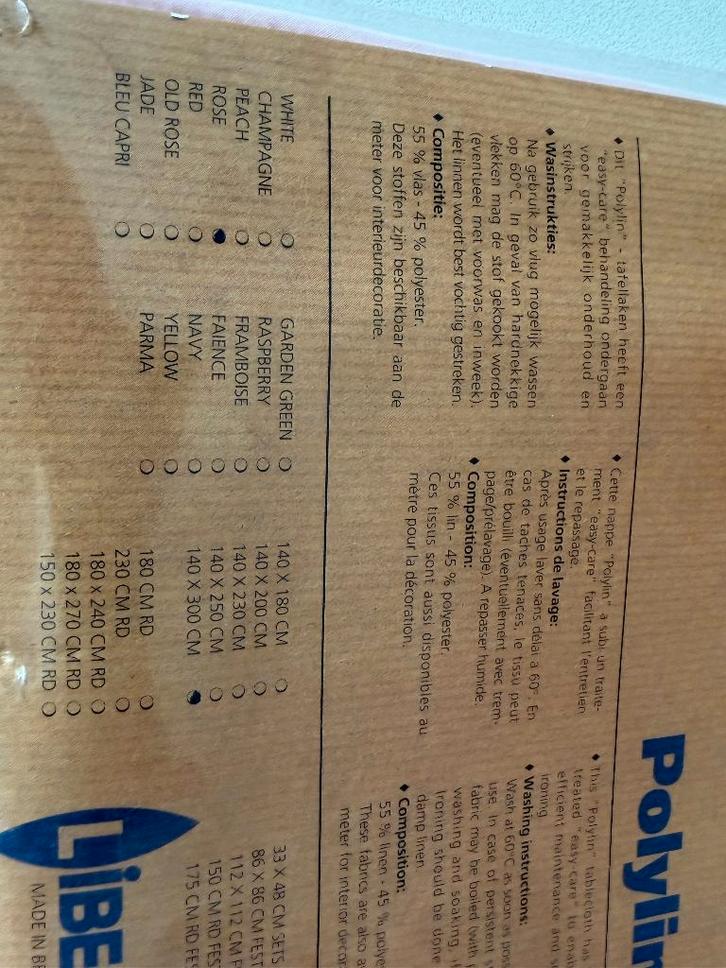 Polylin
♦ Dit "Polylin" - tafellaken heeft een
"easy-care" behandeling ondergaan
voor gemakkelijk onderhoud en
strijken.
♦ Wasinstrukties:
Na gebruik zo vlug mogelijk wassen
op 60°C. In geval van hardnekkige
vlekken mag de stof gekookt worden
(eventueel met voorwas en inweek).
Het linnen wordt best vochtig gestreken.
♦ Compositie:
55 % vlas - 45 % polyester.
Deze stoffen zijn beschikbaar aan de
meter voor interieurdecoratie.
♦ Cette nappe "Polylin" a subi un traite-
ment "easy-care" facilitant l'entretien
et le repassage.
♦ Instructions de lavage:
Après usage laver sans délai à 60°. En
cas de taches tenaces, le tissu peut
être bouilli (éventuellement avec trem-
page/prélavage). A repasser humide.
♦ Composition:
55 % lin - 45 % polyester.
Ces tissus sont aussi disponibles au
mètre pour la décoration.
♦ This "Polylin" tablecloth has
treated "easy-care" to
efficient maintenance and
ironing
♦ Washing instructions:
Wash at 60°C as soon as
use. In case of persistent
fabric may be boiled (with
washing and soaking,
Ironing should be done
damp linen
♦ Composition:
55 % linen - 45 %
These fabrics are also
meter for interior
WHITE ○
CHAMPAGNE ○
PEACH ○
ROSE ●
RED ○
OLD ROSE ○
JADE ○
BLEU CAPRI ○
GARDEN GREEN ○
RASPBERRY ○
FRAMBOISE ○
FAIENCE ○
NAVY ○
YELLOW ○
PARMA ○
140 X 180 CM ○
140 X 200 CM ○
140 X 230 CM ○
140 X 250 CM ○
140 X 300 CM ●
180 CM RD ○
230 CM RD ○
180 x 240 CM RD ○
180 x 270 CM RD ○
150 x 230 CM RD ○
33 X 48 CM SETS
86 X 86 CM FEST
112 X 112 CM
150 CM RD FES
175 CM RD FES
LIBE
MADE IN